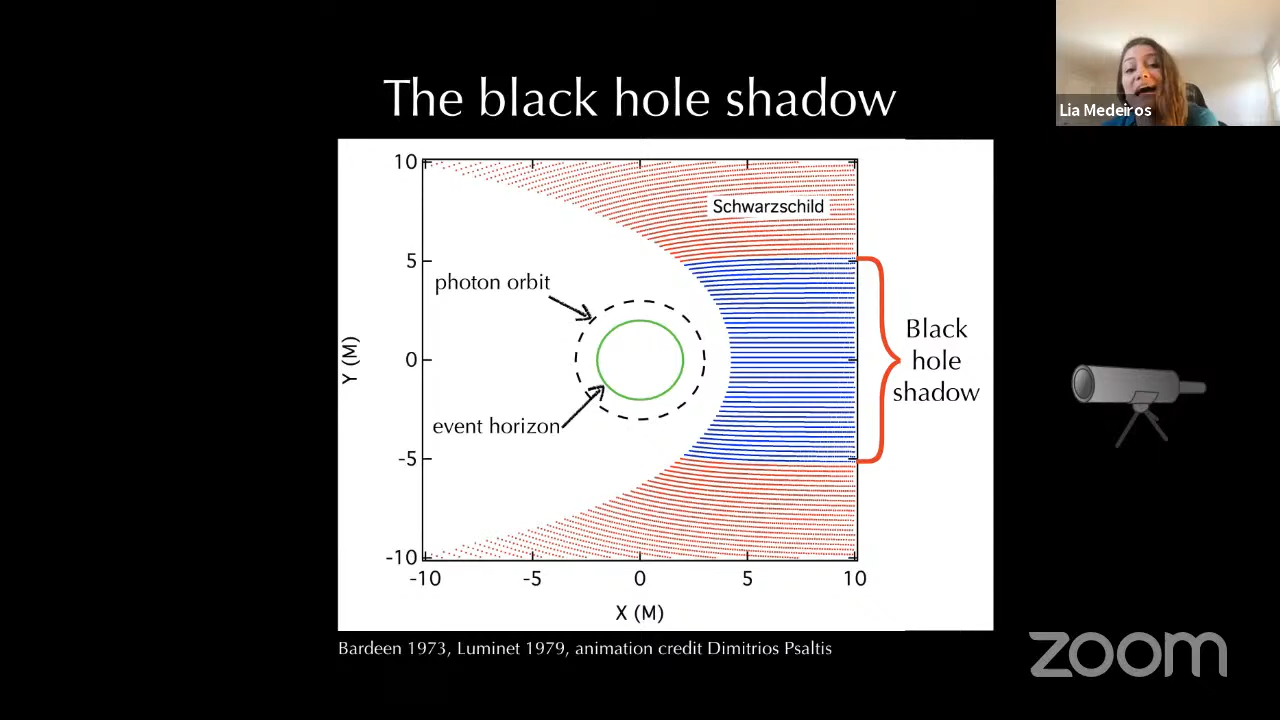 The black hole shadow
Lia Medeiros
10
Schwarzschild
5
photon orbit
Black
hole
shadow
Y (M)
0
event horizon
-5
-10
-10
-5
0
5
10
X (M)
Bardeen 1973, Luminet 1979, animation credit Dimitrios Psaltis
zoom